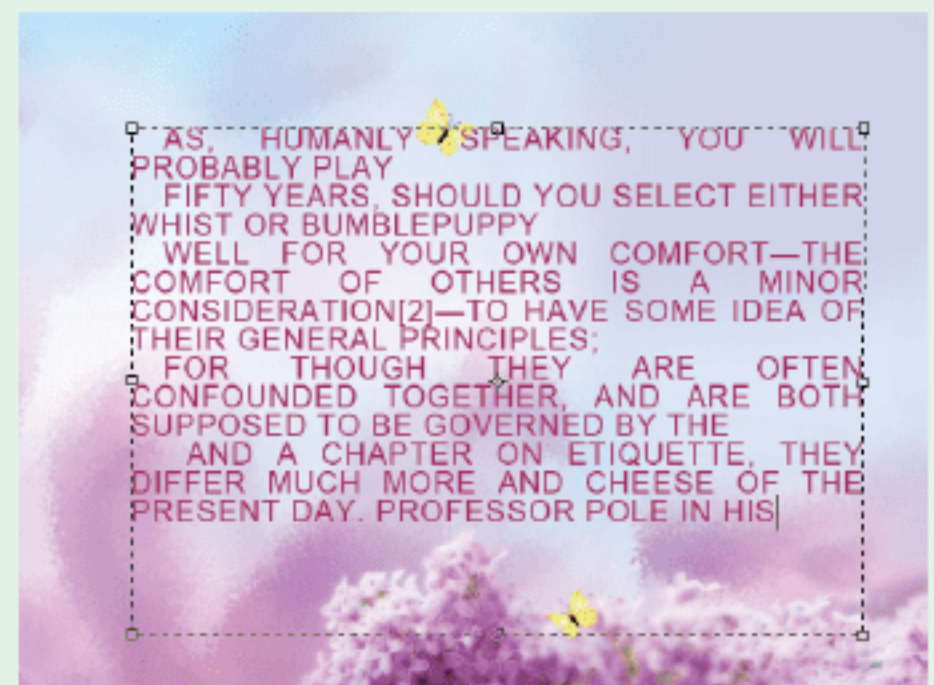 AS, HUMANLY SPEAKING, YOU WILL
PROBABLY PLAY
FIFTY YEARS, SHOULD YOU SELECT EITHER
WHIST OR BUMBLEPUPPY
WELL FOR YOUR OWN COMFORT—THE
COMFORT OF OTHERS IS A MINOR
CONSIDERATION[2]—TO HAVE SOME IDEA OF
THEIR GENERAL PRINCIPLES;
FOR THOUGH THEY ARE OFTEN
CONFOUNDED TOGETHER, AND ARE BOTH
SUPPOSED TO BE GOVERNED BY THE
AND A CHAPTER ON ETIQUETTE, THEY
DIFFER MUCH MORE AND CHEESE OF THE
PRESENT DAY. PROFESSOR POLE IN HIS